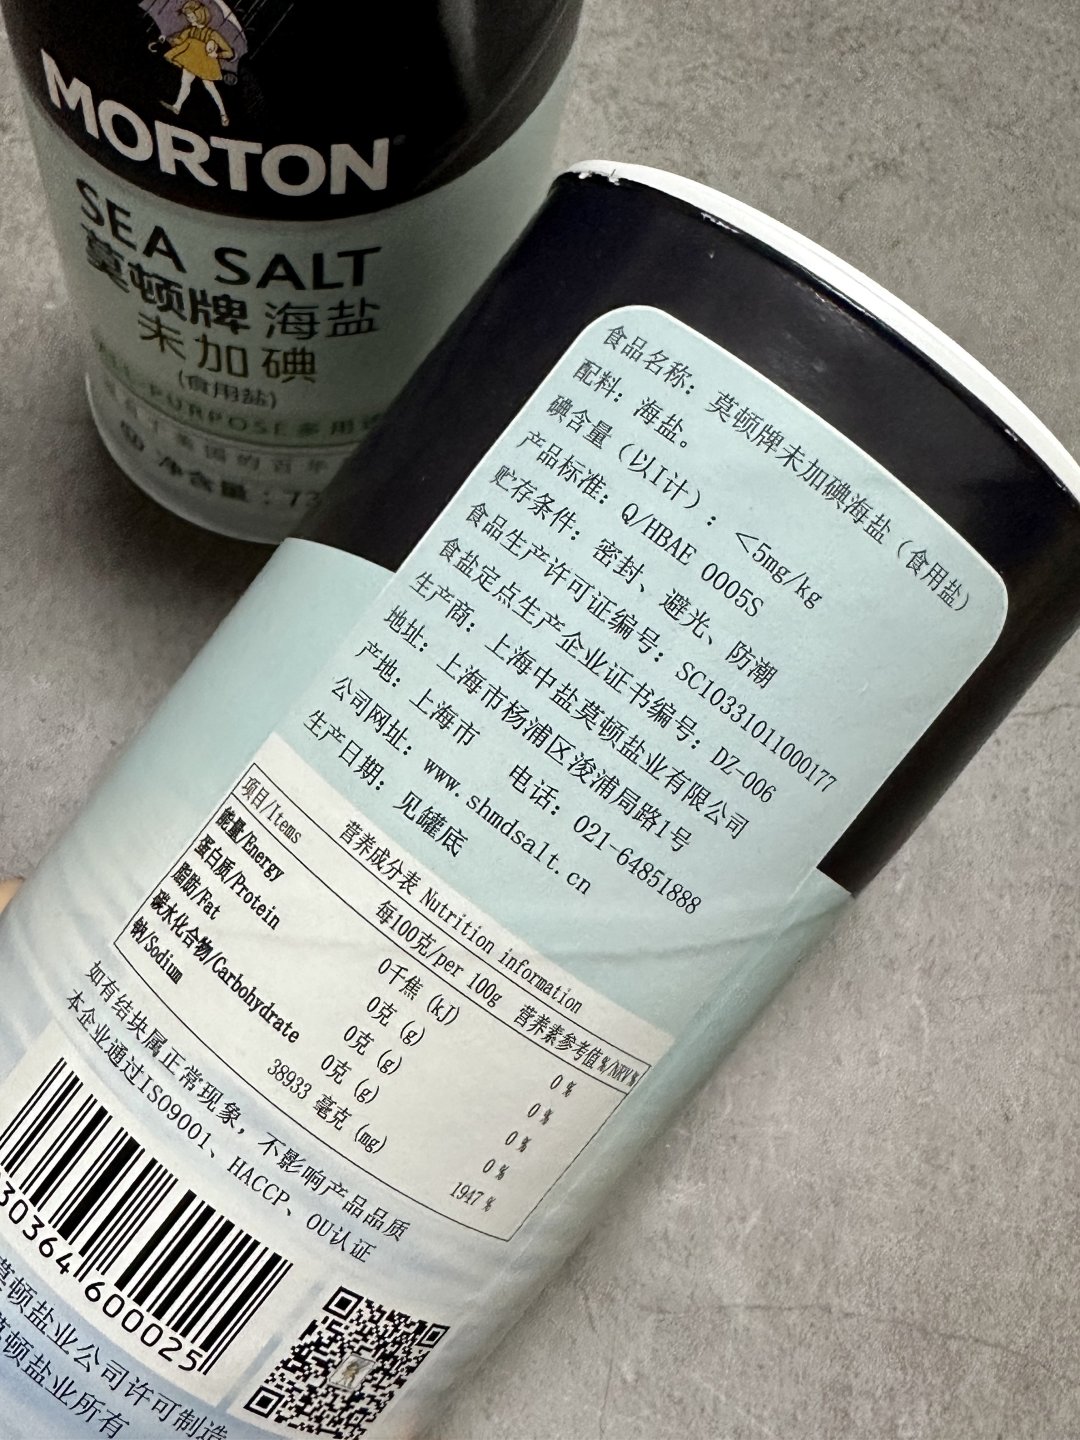 MORTON
SEA SALT
莫顿牌 海盐
未加碘
(食用盐)
PURPOSE 多用途
美国的百年
净含量：73
食品名称：莫顿牌未加碘海盐（食用盐）
配料：海盐。
碘含量（以I计）：＜5mg/kg
产品标准：Q/HBAE 0005S
贮存条件：密封、避光、防潮
食品生产许可证编号：SC10331011000177
食盐定点生产企业证书编号：DZ-006
生产商：上海中盐莫顿盐业有限公司
地址：上海市杨浦区浚浦局路1号
产地：上海市 电话：021-64851888
公司网址：www.shmdsalt.cn
生产日期：见罐底
营养成分表 Nutrition information
项目/Items 每100克/per 100g 营养素参考值%/NRV%
能量/Energy 0千焦 (kJ) 0%
蛋白质/Protein 0克 (g) 0%
脂肪/Fat 0克 (g) 0%
碳水化合物/Carbohydrate 0克 (g) 0%
钠/Sodium 38933 毫克 (mg) 1947%
如有结块属正常现象，不影响产品品质
本企业通过ISO9001、HACCP、OU认证
30364 600025
莫顿盐业公司许可制造
莫顿盐业所有